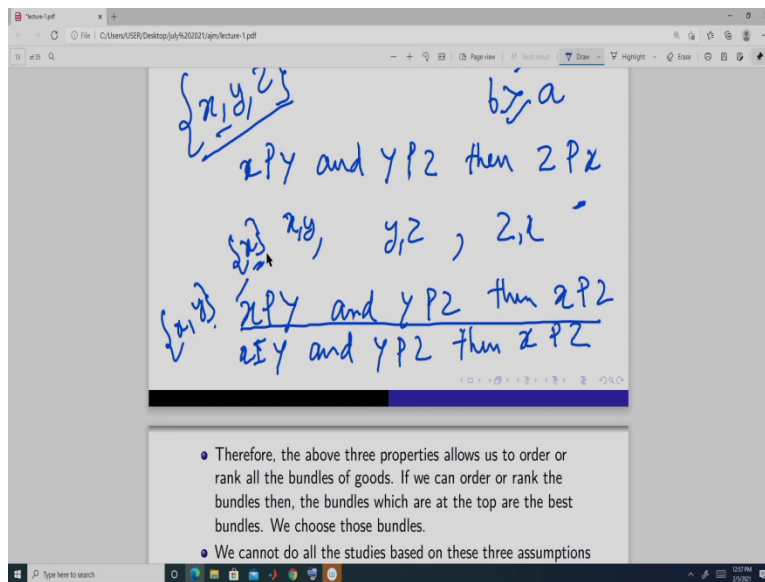 *lecture-1.pdf
File | C:/Users/USER/Desktop/july%202021/ajm/lecture-1.pdf
13 of 35
Page view | Read aloud | Draw Highlight Erase
{x, y, z}
b ≻ a
xPy and yPz then zPx
{x} x,y, y,z, z,x
{x, y} xPy and yPz then xPz
xIy and yPz then xPz
• Therefore, the above three properties allows us to order or
rank all the bundles of goods. If we can order or rank the
bundles then, the bundles which are at the top are the best
bundles. We choose those bundles.
• We cannot do all the studies based on these three assumptions
Type here to search
12:57 PM
2/3/2021